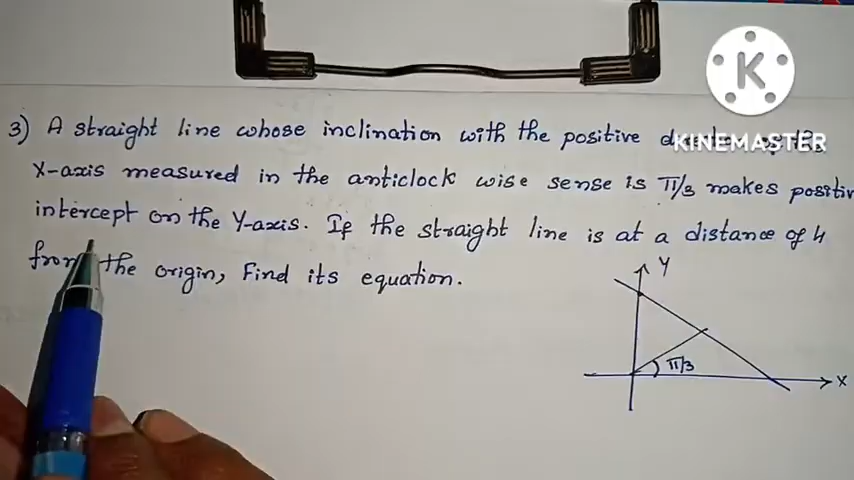 K
KINEMASTER
3) A straight line whose inclination with the positive
X-axis measured in the anticlock wise sense is π/3 makes positiv
intercept on the Y-axis. If the straight line is at a distance of 4
from the origin, Find its equation.
Y
π/3
X